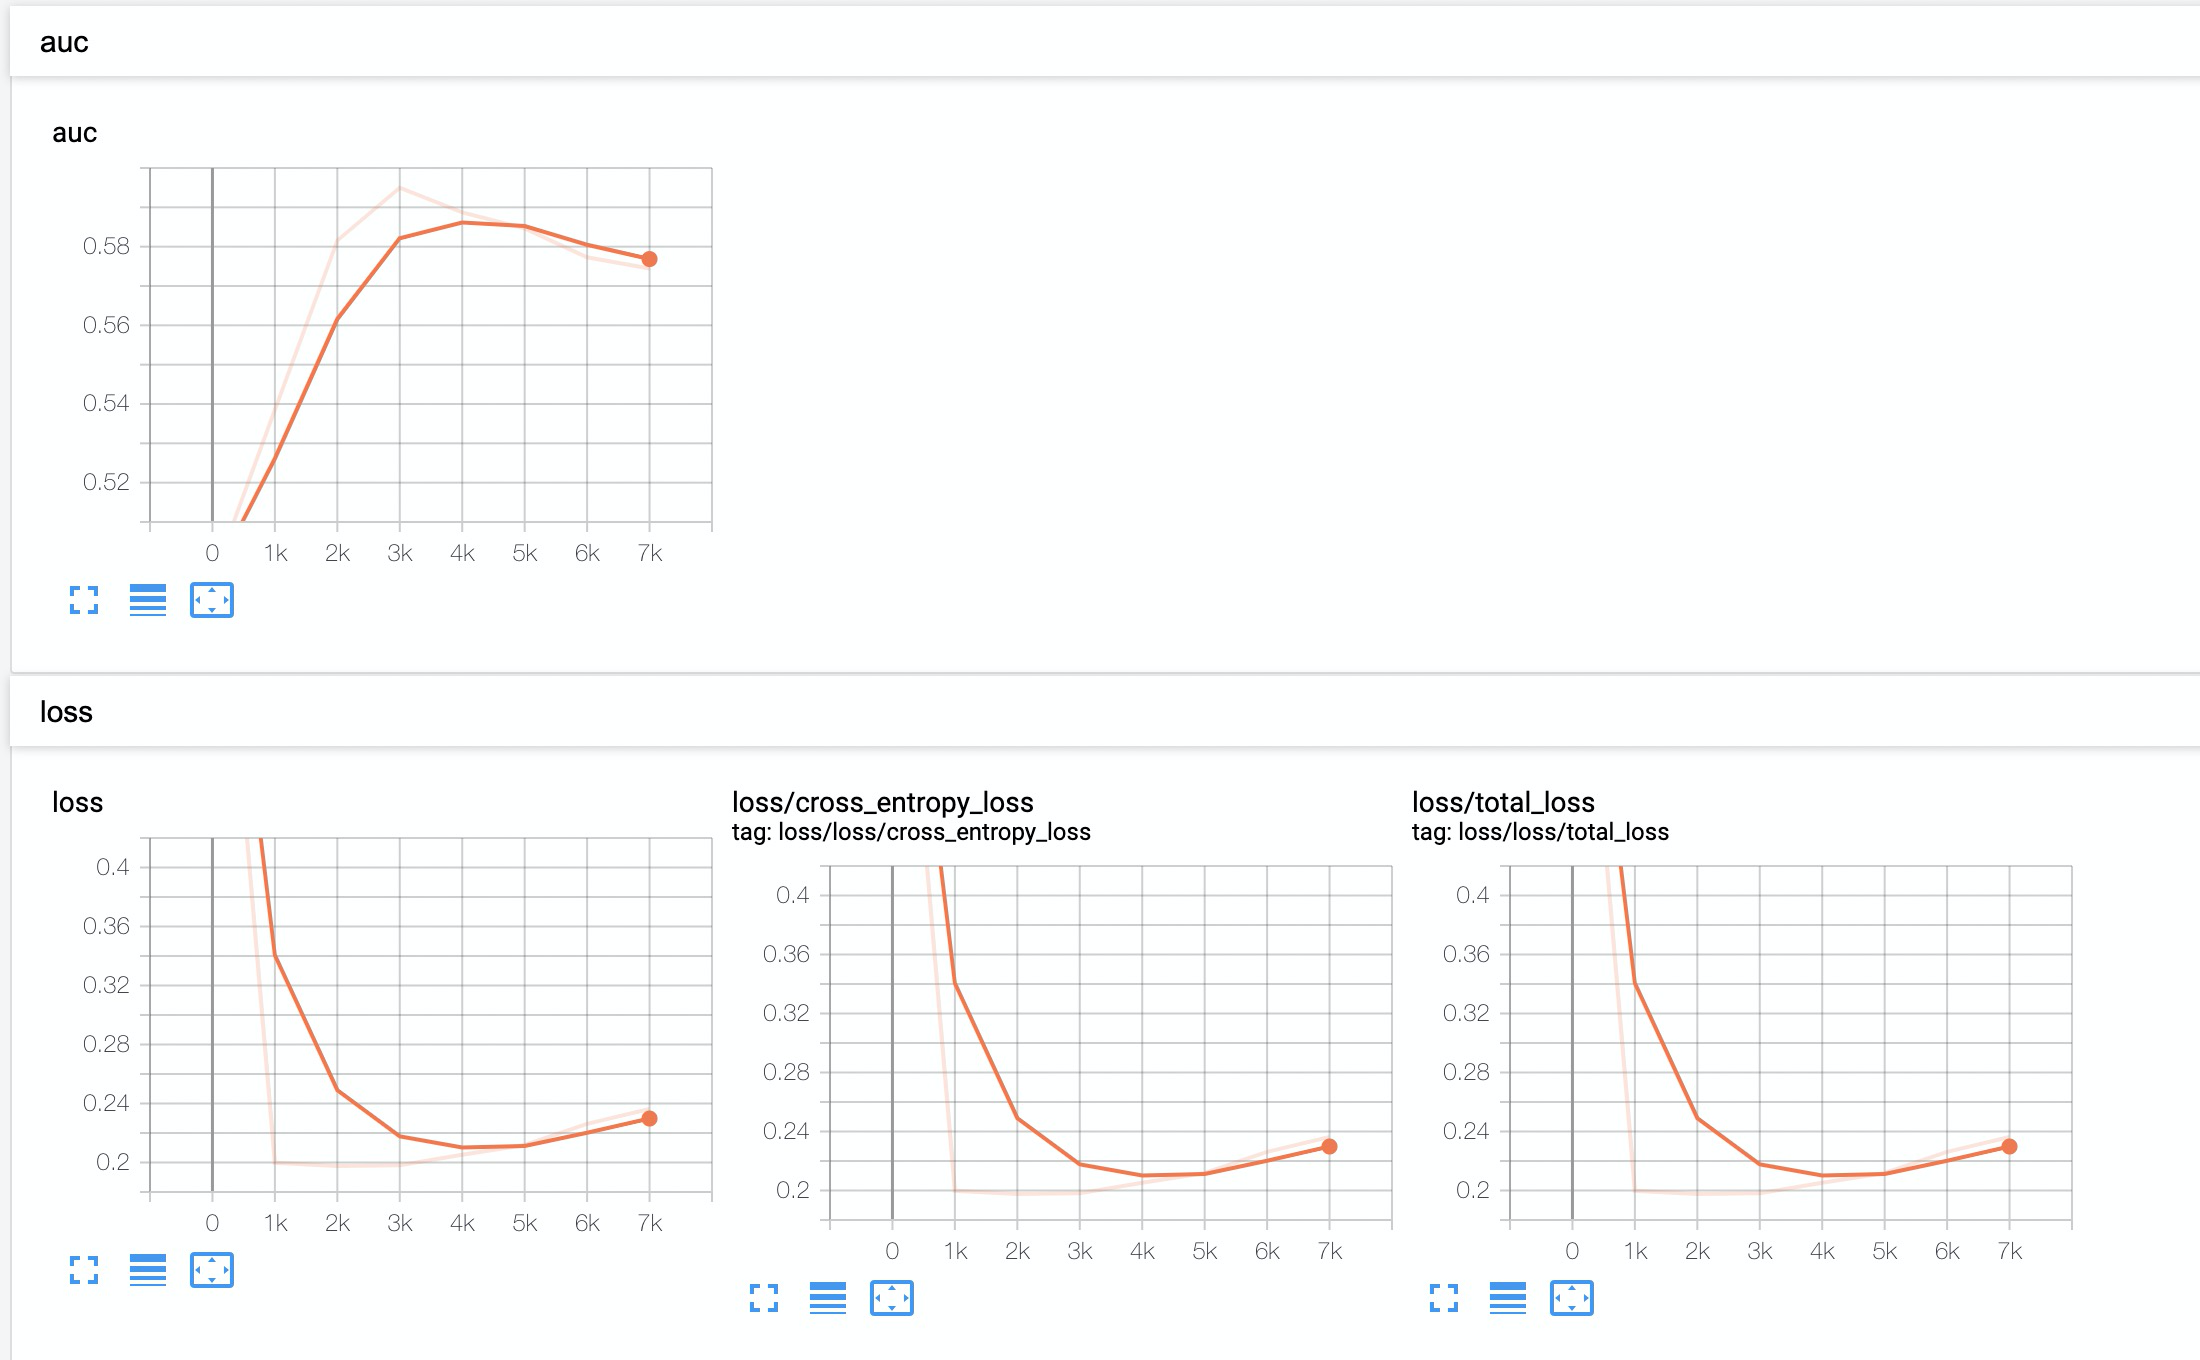 auc
auc
0.58
0.56
0.54
0.52
0 1k 2k 3k 4k 5k 6k 7k
loss
loss
0.4
0.36
0.32
0.28
0.24
0.2
0 1k 2k 3k 4k 5k 6k 7k
loss/cross_entropy_loss
tag: loss/loss/cross_entropy_loss
0.4
0.36
0.32
0.28
0.24
0.2
0 1k 2k 3k 4k 5k 6k 7k
loss/total_loss
tag: loss/loss/total_loss
0.4
0.36
0.32
0.28
0.24
0.2
0 1k 2k 3k 4k 5k 6k 7k